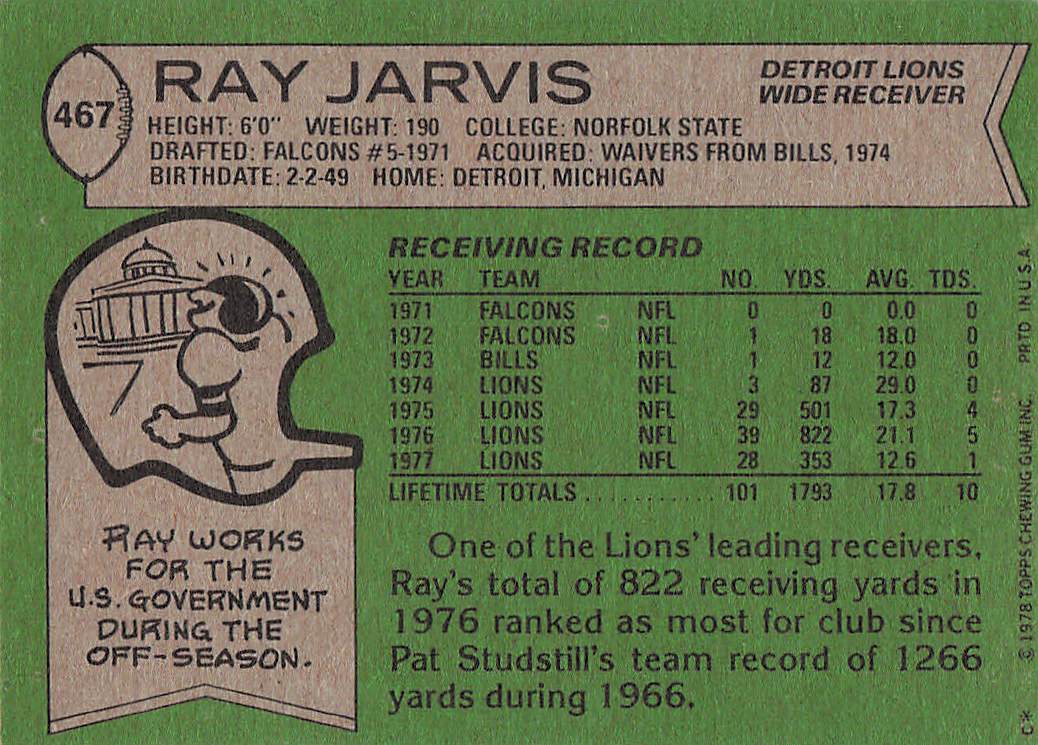 467
RAY JARVIS
DETROIT LIONS
WIDE RECEIVER
HEIGHT: 6'0" WEIGHT: 190 COLLEGE: NORFOLK STATE
DRAFTED: FALCONS #5-1971 ACQUIRED: WAIVERS FROM BILLS, 1974
BIRTHDATE: 2-2-49 HOME: DETROIT, MICHIGAN
RECEIVING RECORD
YEAR TEAM NO. YDS. AVG. TDS.
1971 FALCONS NFL 0 0 0.0 0
1972 FALCONS NFL 1 18 18.0 0
1973 BILLS NFL 1 12 12.0 0
1974 LIONS NFL 3 87 29.0 0
1975 LIONS NFL 29 501 17.3 4
1976 LIONS NFL 39 822 21.1 5
1977 LIONS NFL 28 353 12.6 1
LIFETIME TOTALS ............ 101 1793 17.8 10
RAY WORKS
FOR THE
U.S. GOVERNMENT
DURING THE
OFF-SEASON.
One of the Lions' leading receivers,
Ray's total of 822 receiving yards in
1976 ranked as most for club since
Pat Studstill's team record of 1266
yards during 1966.
C* © 1978 TOPPS CHEWING GUM INC. PRTD IN U.S.A.